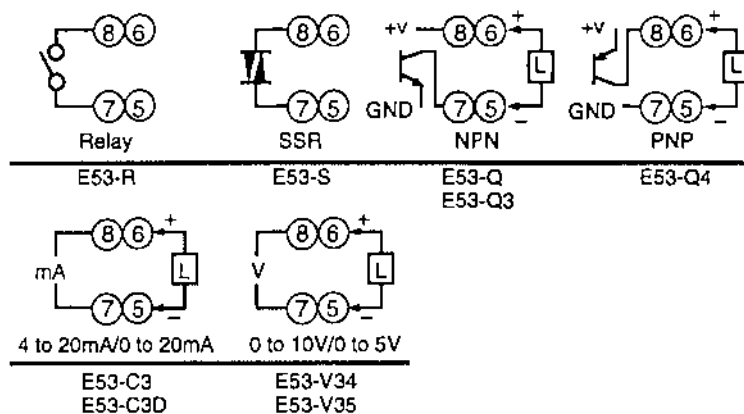 8 6 8 6 +V 8 6 + +V 8 6 +
L L
7 5 7 5 GND 7 5 − GND 7 5 −
Relay SSR NPN PNP
E53-R E53-S E53-Q E53-Q4
E53-Q3
8 6 + 8 6 +
mA L V L
7 5 − 7 5 −
4 to 20mA/0 to 20mA 0 to 10V/0 to 5V
E53-C3 E53-V34
E53-C3D E53-V35